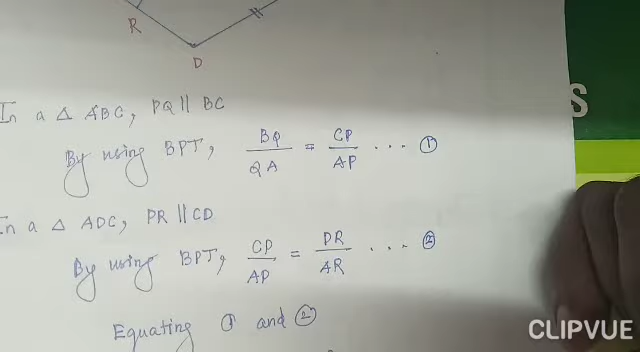 R
D
S
In a △ ABC, PQ || BC
By using BPT, BQ/QA = CP/AP ... ①
In a △ ADC, PR || CD
By using BPT, CP/AP = DR/AR ... ②
Equating ① and ②
CLIPVUE